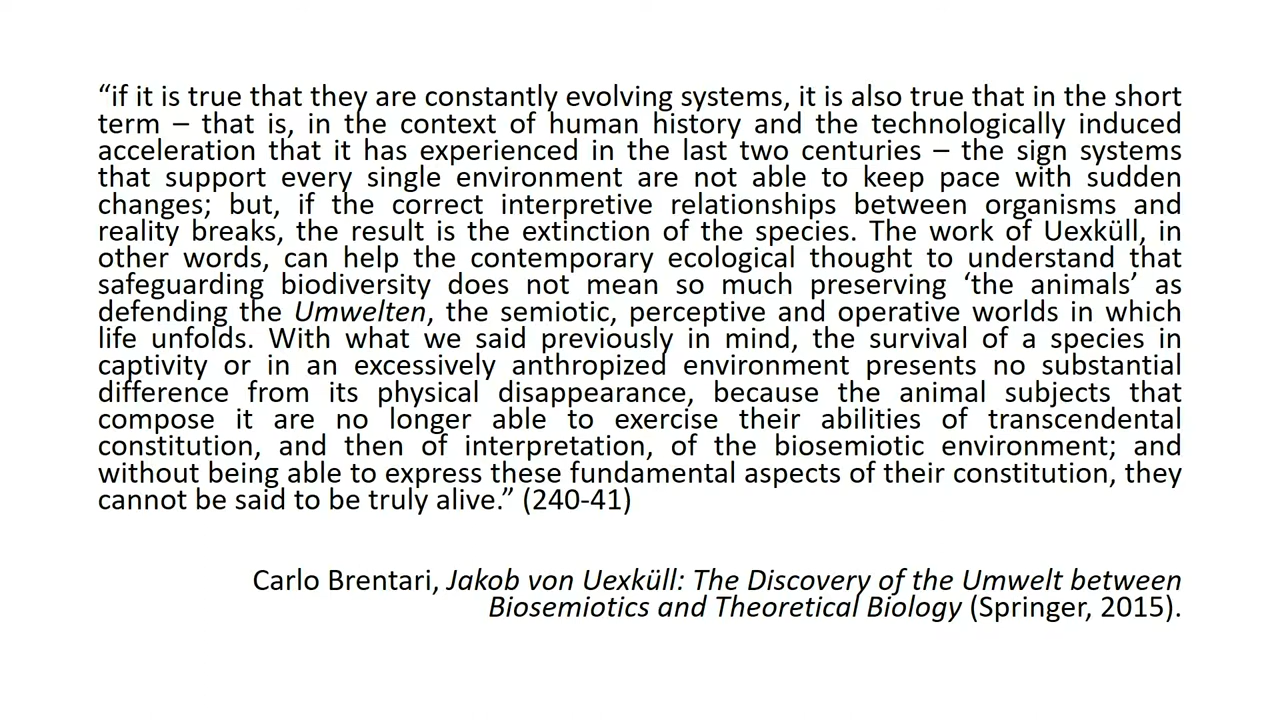 “if it is true that they are constantly evolving systems, it is also true that in the short
term – that is, in the context of human history and the technologically induced
acceleration that it has experienced in the last two centuries – the sign systems
that support every single environment are not able to keep pace with sudden
changes; but, if the correct interpretive relationships between organisms and
reality breaks, the result is the extinction of the species. The work of Uexküll, in
other words, can help the contemporary ecological thought to understand that
safeguarding biodiversity does not mean so much preserving ‘the animals’ as
defending the Umwelten, the semiotic, perceptive and operative worlds in which
life unfolds. With what we said previously in mind, the survival of a species in
captivity or in an excessively anthropized environment presents no substantial
difference from its physical disappearance, because the animal subjects that
compose it are no longer able to exercise their abilities of transcendental
constitution, and then of interpretation, of the biosemiotic environment; and
without being able to express these fundamental aspects of their constitution, they
cannot be said to be truly alive.” (240-41)
Carlo Brentari, Jakob von Uexküll: The Discovery of the Umwelt between
Biosemiotics and Theoretical Biology (Springer, 2015).